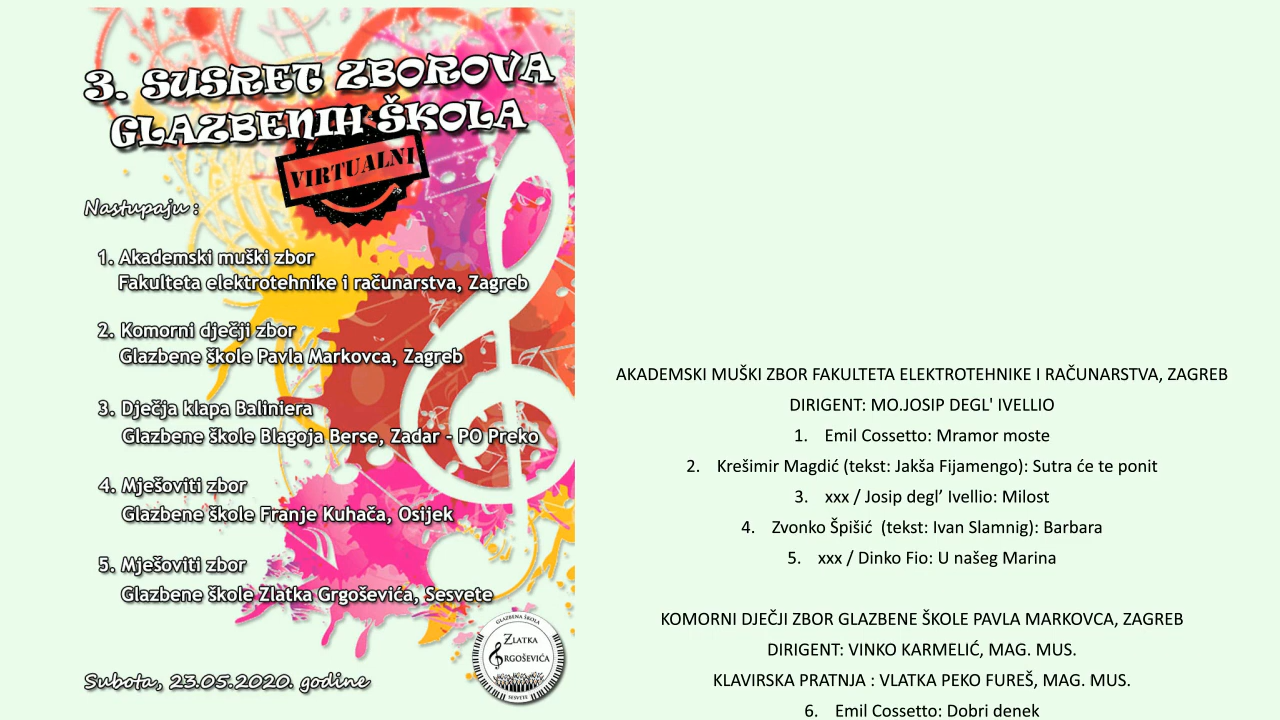 3. SUSRET ZBOROVA
GLAZBENIH ŠKOLA
VIRTUALNI
Nastupaju :
1. Akademski muški zbor
Fakulteta elektrotehnike i računarstva, Zagreb
2. Komorni dječji zbor
Glazbene škole Pavla Markovca, Zagreb
3. Dječja klapa Baliniera
Glazbene škole Blagoja Berse, Zadar - PO Preko
4. Mješoviti zbor
Glazbene škole Franje Kuhača, Osijek
5. Mješoviti zbor
Glazbene škole Zlatka Grgoševića, Sesvete
GLAZBENA ŠKOLA
ZLATKA
GRGOŠEVIĆA
SESVETE
Subota, 23.05.2020. godine
AKADEMSKI MUŠKI ZBOR FAKULTETA ELEKTROTEHNIKE I RAČUNARSTVA, ZAGREB
DIRIGENT: MO.JOSIP DEGL' IVELLIO
1. Emil Cossetto: Mramor moste
2. Krešimir Magdić (tekst: Jakša Fijamengo): Sutra će te ponit
3. xxx / Josip degl’ Ivellio: Milost
4. Zvonko Špišić (tekst: Ivan Slamnig): Barbara
5. xxx / Dinko Fio: U našeg Marina
KOMORNI DJEČJI ZBOR GLAZBENE ŠKOLE PAVLA MARKOVCA, ZAGREB
DIRIGENT: VINKO KARMELIĆ, MAG. MUS.
KLAVIRSKA PRATNJA : VLATKA PEKO FUREŠ, MAG. MUS.
6. Emil Cossetto: Dobri denek